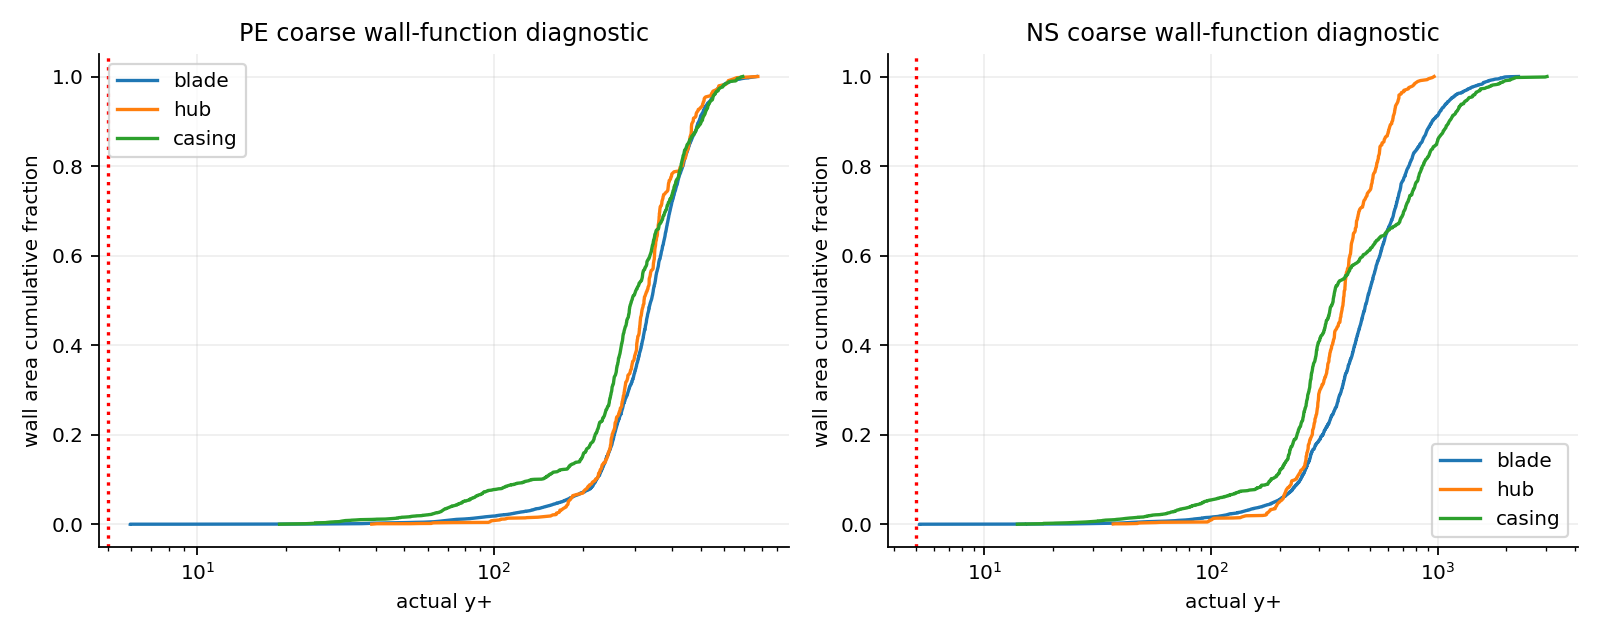 PE coarse wall-function diagnostic
wall area cumulative fraction
1.0
0.8
0.6
0.4
0.2
0.0
blade
hub
casing
10¹
10²
actual y+
NS coarse wall-function diagnostic
wall area cumulative fraction
1.0
0.8
0.6
0.4
0.2
0.0
blade
hub
casing
10¹
10²
10³
actual y+